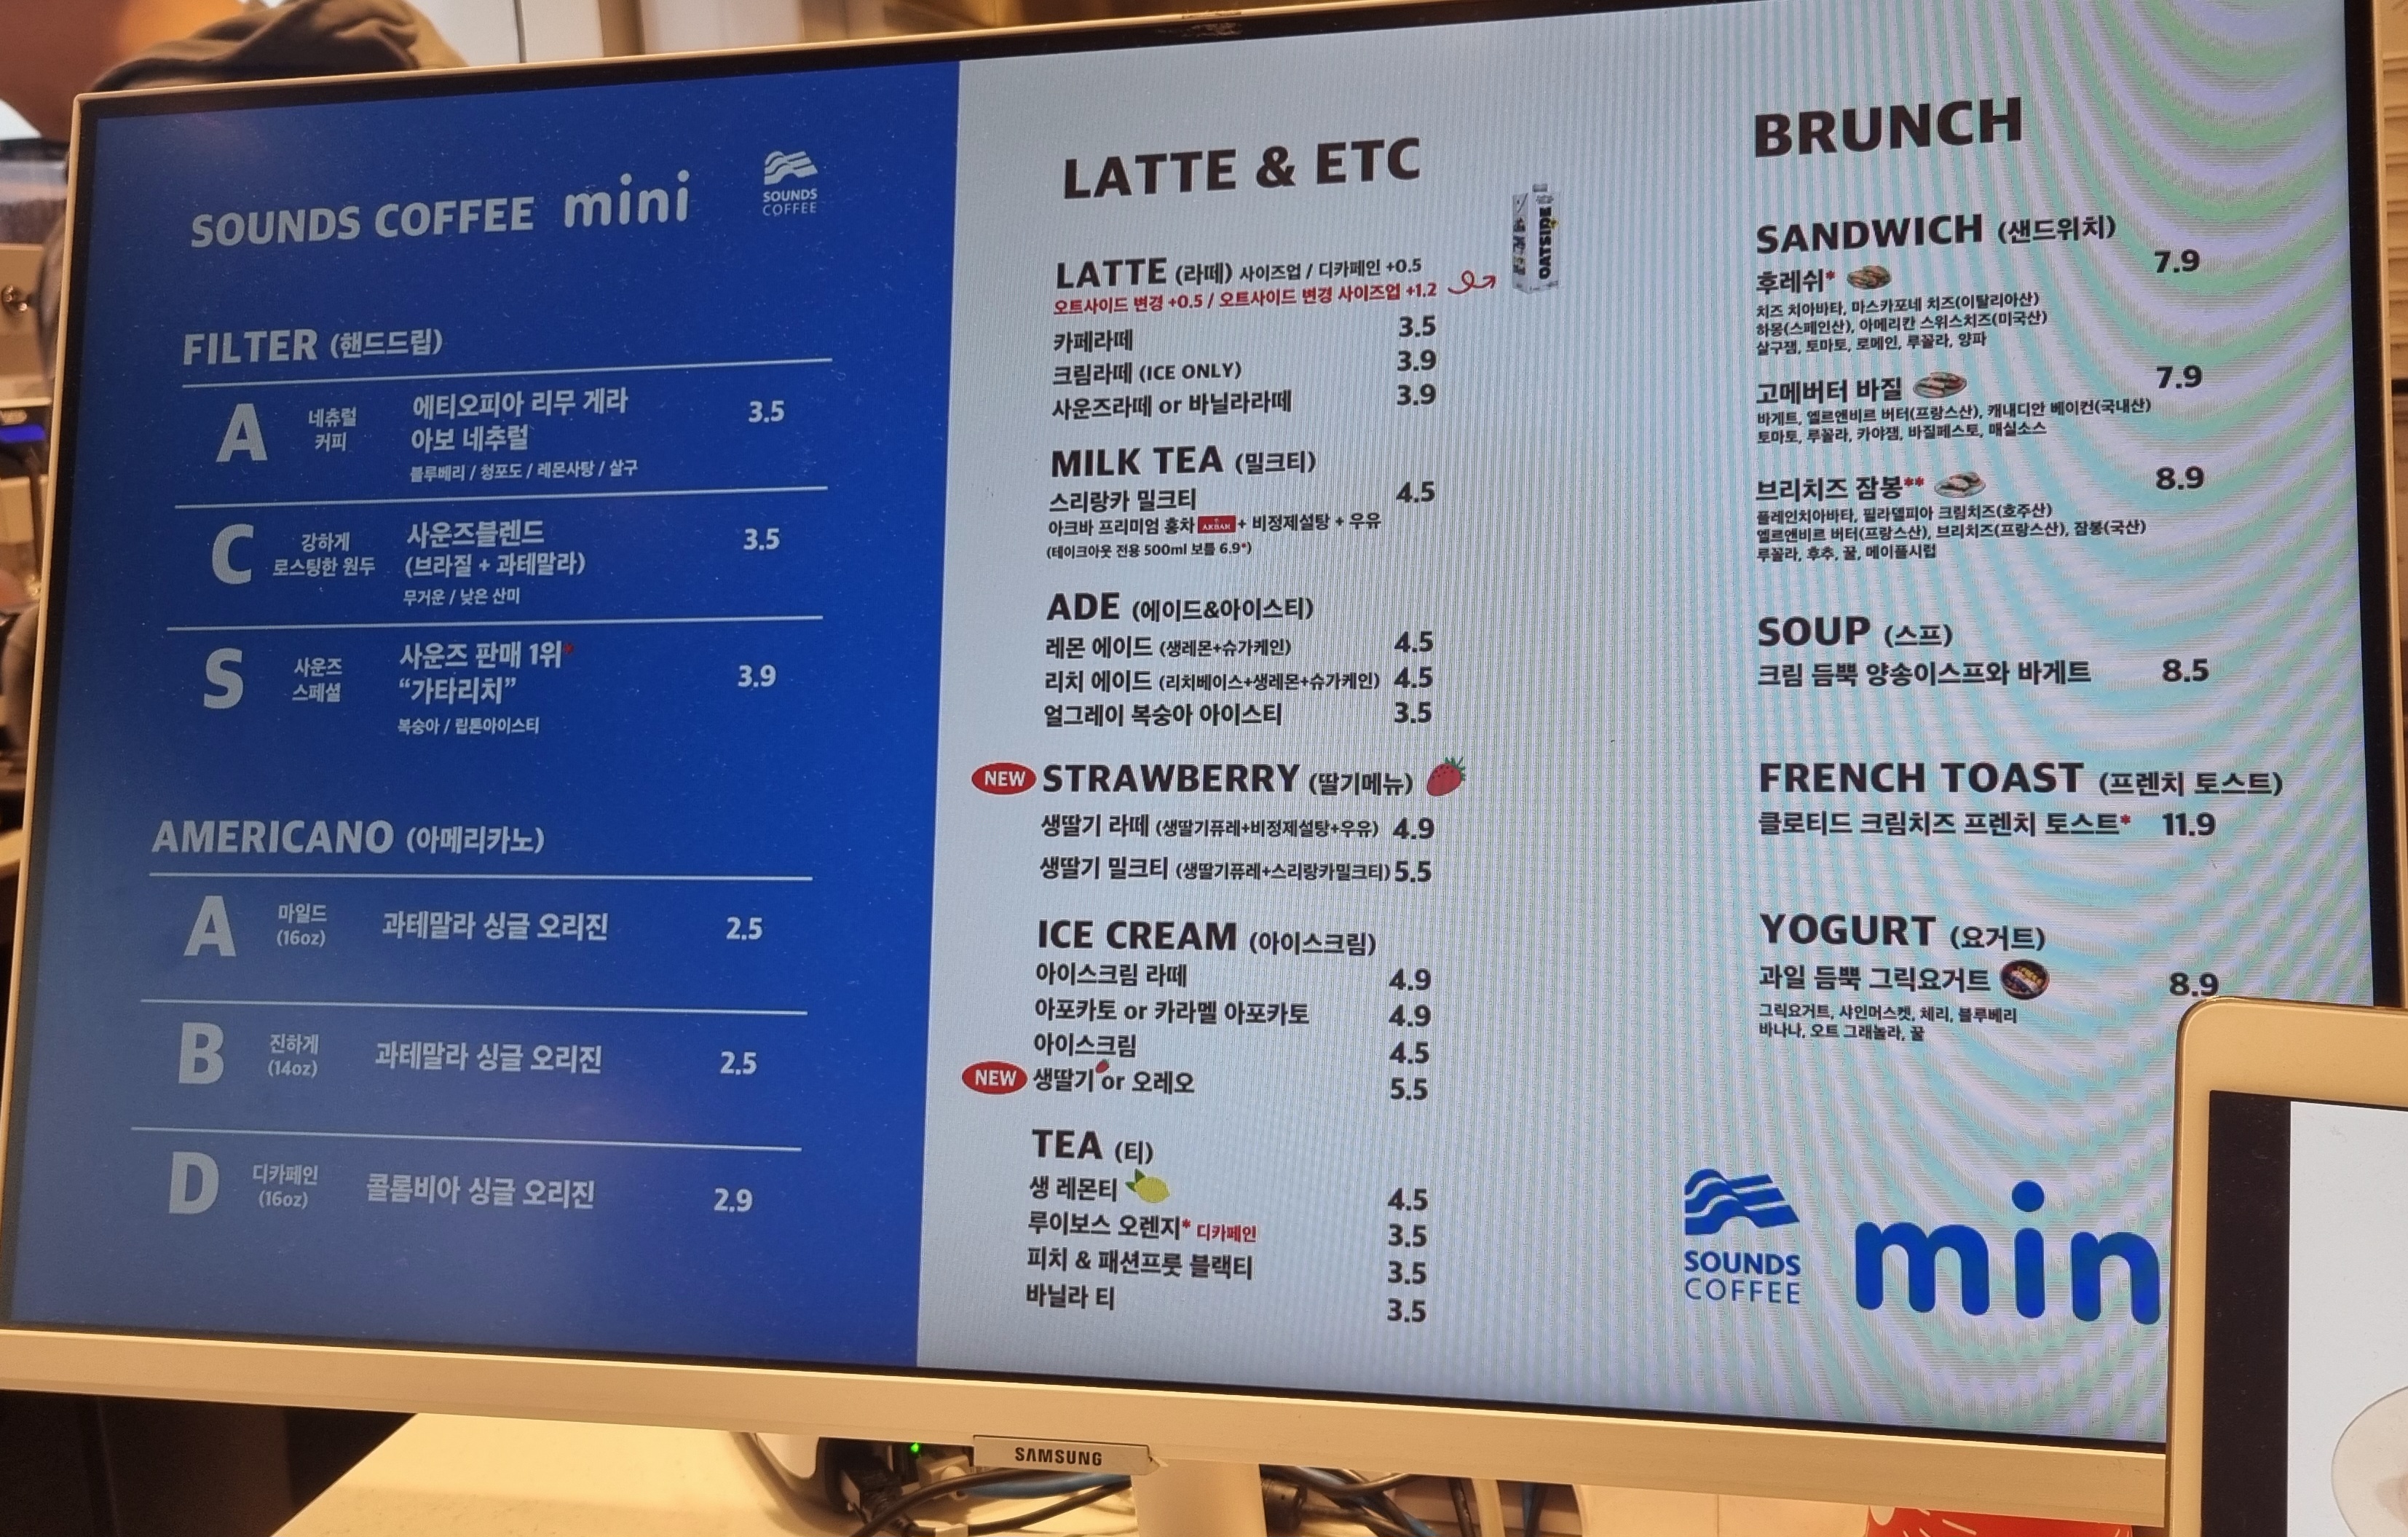 SOUNDS COFFEE mini
SOUNDS
COFFEE
FILTER (핸드드립)
A
네츄럴
커피
에티오피아 리무 게라
아보 네추럴
블루베리 / 청포도 / 레몬사탕 / 살구
3.5
C
강하게
로스팅한 원두
사운즈블렌드
(브라질 + 과테말라)
무거운 / 낮은 산미
3.5
S
사운즈
스페셜
사운즈 판매 1위*
“가타리치”
복숭아 / 립톤아이스티
3.9
AMERICANO (아메리카노)
A
마일드
(16oz)
과테말라 싱글 오리진
2.5
B
진하게
(14oz)
과테말라 싱글 오리진
2.5
D
디카페인
(16oz)
콜롬비아 싱글 오리진
2.9
LATTE & ETC
OATSIDE
LATTE (라떼) 사이즈업 / 디카페인 +0.5
오트사이드 변경 +0.5 / 오트사이드 변경 사이즈업 +1.2
카페라떼 3.5
크림라떼 (ICE ONLY) 3.9
사운즈라떼 or 바닐라라떼 3.9
MILK TEA (밀크티)
스리랑카 밀크티 4.5
아크바 프리미엄 홍차 AKBAR + 비정제설탕 + 우유
(테이크아웃 전용 500ml 보틀 6.9*)
ADE (에이드&아이스티)
레몬 에이드 (생레몬+슈가케인) 4.5
리치 에이드 (리치베이스+생레몬+슈가케인) 4.5
얼그레이 복숭아 아이스티 3.5
NEW STRAWBERRY (딸기메뉴)
생딸기 라떼 (생딸기퓨레+비정제설탕+우유) 4.9
생딸기 밀크티 (생딸기퓨레+스리랑카밀크티) 5.5
ICE CREAM (아이스크림)
아이스크림 라떼 4.9
아포카토 or 카라멜 아포카토 4.9
아이스크림 4.5
NEW 생딸기 or 오레오 5.5
TEA (티)
생 레몬티 4.5
루이보스 오렌지* 디카페인 3.5
피치 & 패션프룻 블랙티 3.5
바닐라 티 3.5
BRUNCH
SANDWICH (샌드위치)
후레쉬* 7.9
치즈 치아바타, 마스카포네 치즈(이탈리아산)
하몽(스페인산), 아메리칸 스위스치즈(미국산)
살구잼, 토마토, 로메인, 루꼴라, 양파
고메버터 바질 7.9
바게트, 엘르앤비르 버터(프랑스산), 캐내디안 베이컨(국내산)
토마토, 루꼴라, 카야잼, 바질페스토, 매실소스
브리치즈 잠봉** 8.9
플레인치아바타, 필라델피아 크림치즈(호주산)
엘르앤비르 버터(프랑스산), 브리치즈(프랑스산), 잠봉(국산)
루꼴라, 후추, 꿀, 메이플시럽
SOUP (스프)
크림 듬뿍 양송이스프와 바게트 8.5
FRENCH TOAST (프렌치 토스트)
클로티드 크림치즈 프렌치 토스트* 11.9
YOGURT (요거트)
과일 듬뿍 그릭요거트 8.9
그릭요거트, 샤인머스켓, 체리, 블루베리
바나나, 오트 그래놀라, 꿀
SOUNDS
COFFEE
min
SAMSUNG